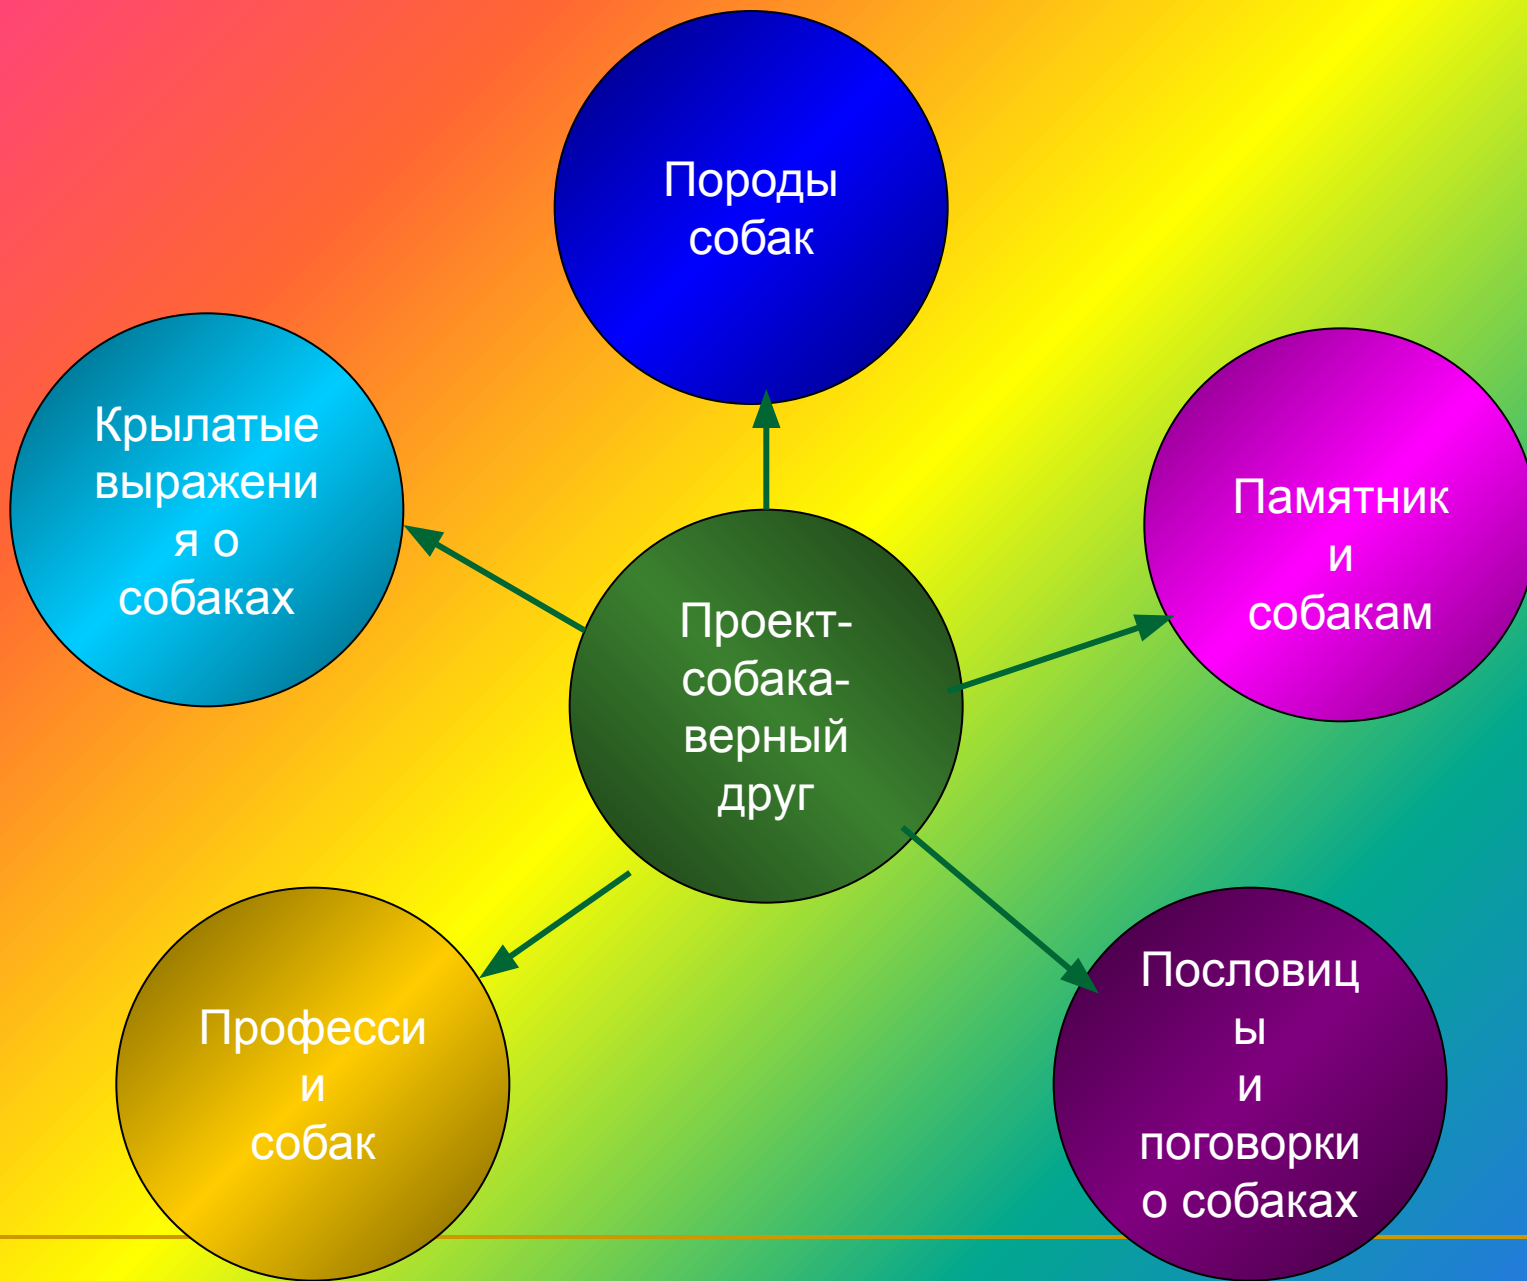 Породы
собак
Крылатые
выражени
я о
собаках
Памятник
и
собакам
Проект-
собака-
верный
друг
Професси
и
собак
Пословиц
ы
и
поговорки
о собаках